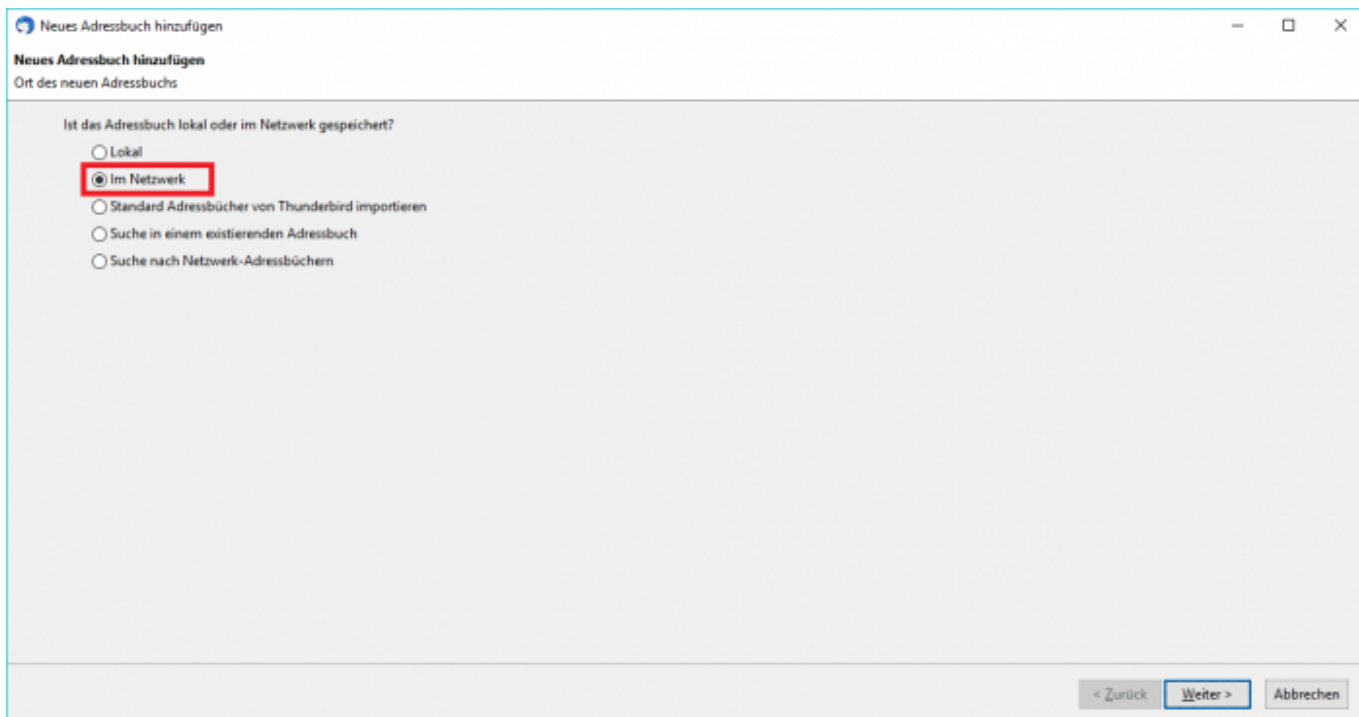 Neues Adressbuch hinzufügen
Neues Adressbuch hinzufügen
Ort des neuen Adressbuchs
Ist das Adressbuch lokal oder im Netzwerk gespeichert?
Lokal
Im Netzwerk
Standard Adressbücher von Thunderbird importieren
Suche in einem existierenden Adressbuch
Suche nach Netzwerk-Adressbüchern
< Zurück Weiter > Abbrechen